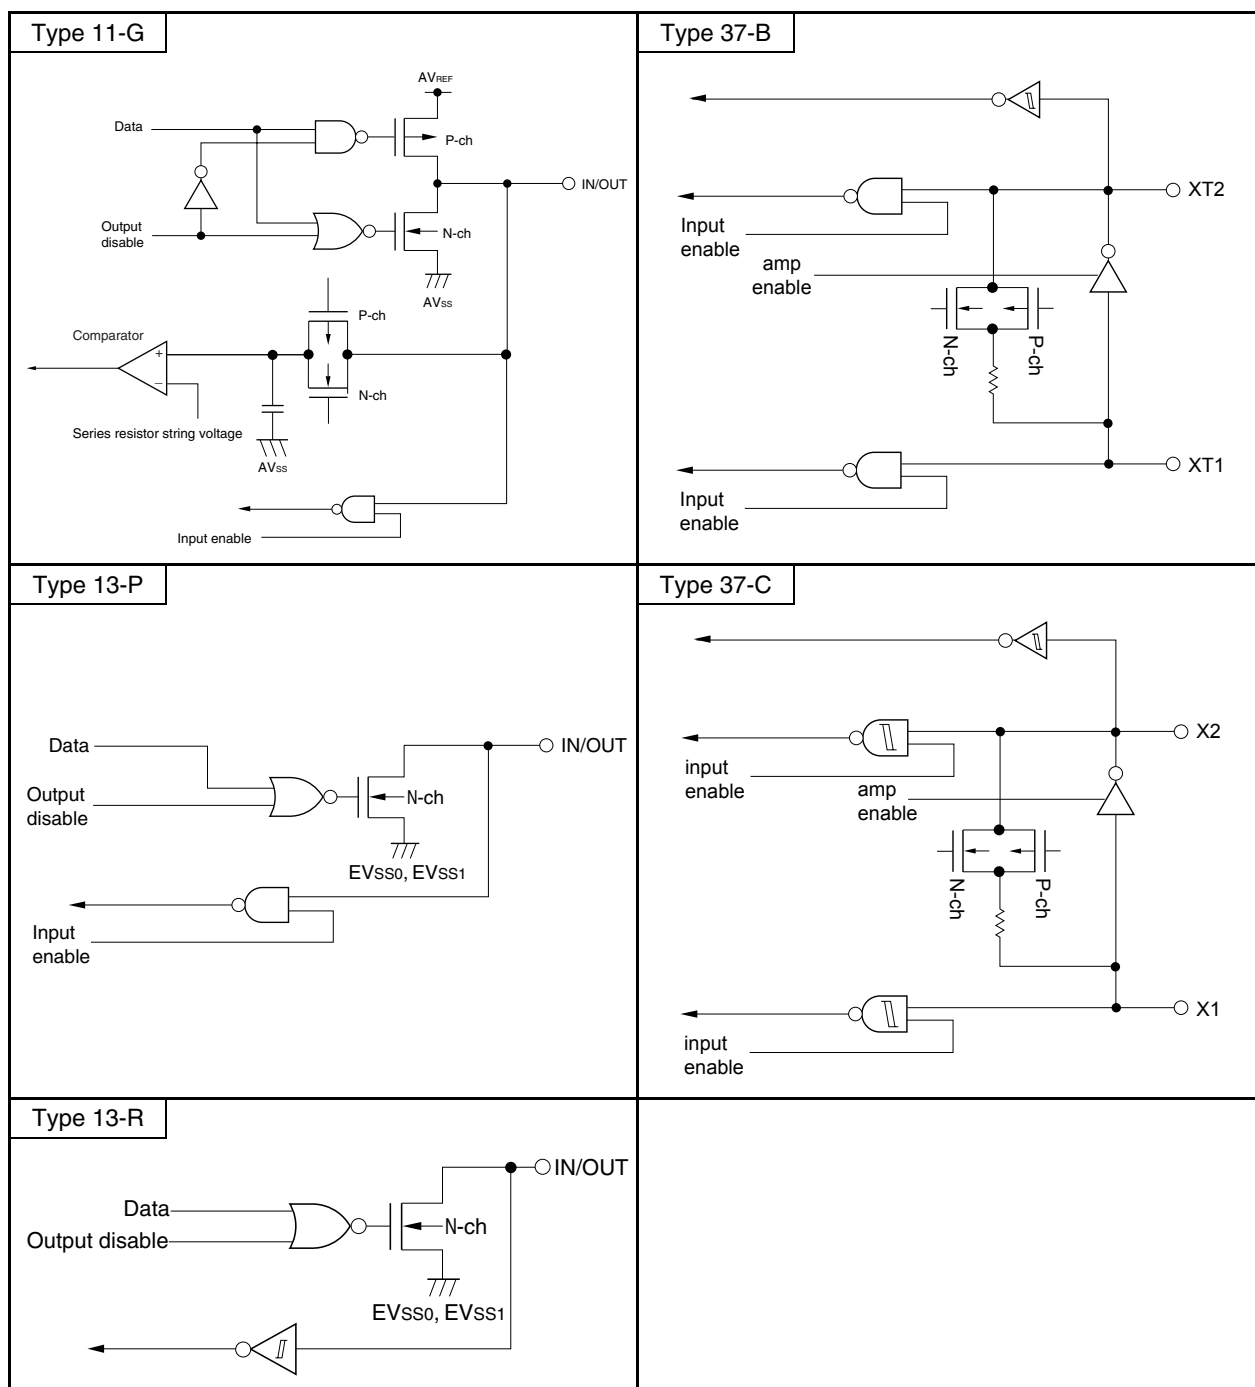 Type 11-G
AVREF
Data
P-ch
IN/OUT
Output
disable
N-ch
AVSS
P-ch
Comparator
+
–
N-ch
Series resistor string voltage
AVSS
Input enable
Type 37-B
XT2
Input
enable
amp
enable
N-ch
P-ch
XT1
Input
enable
Type 13-P
Data
IN/OUT
Output
disable
N-ch
EVSS0, EVSS1
Input
enable
Type 37-C
X2
input
enable
amp
enable
N-ch
P-ch
X1
input
enable
Type 13-R
IN/OUT
Data
Output disable
N-ch
EVSS0, EVSS1